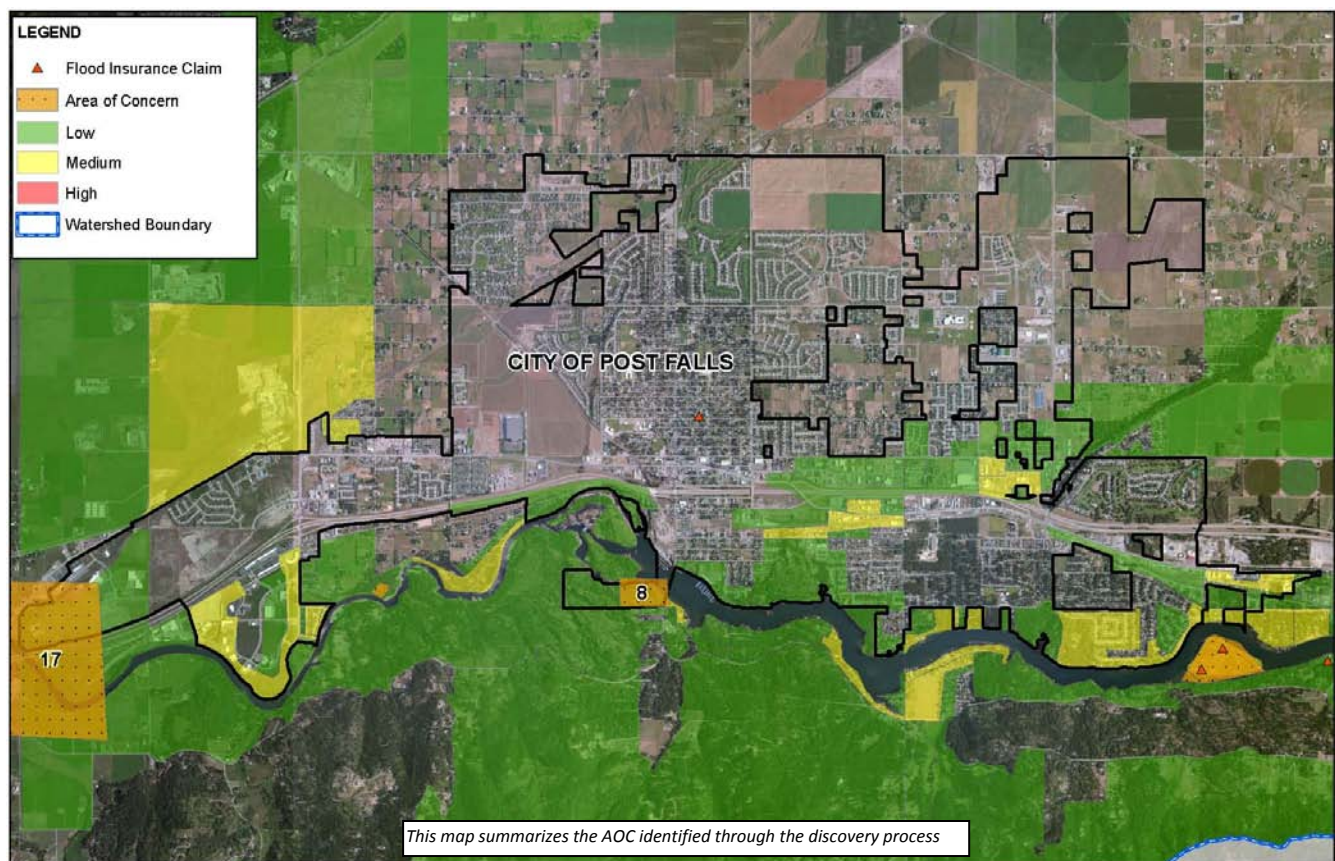 LEGEND
Flood Insurance Claim
Area of Concern
Low
Medium
High
Watershed Boundary
CITY OF POST FALLS
8
17
This map summarizes the AOC identified through the discovery process